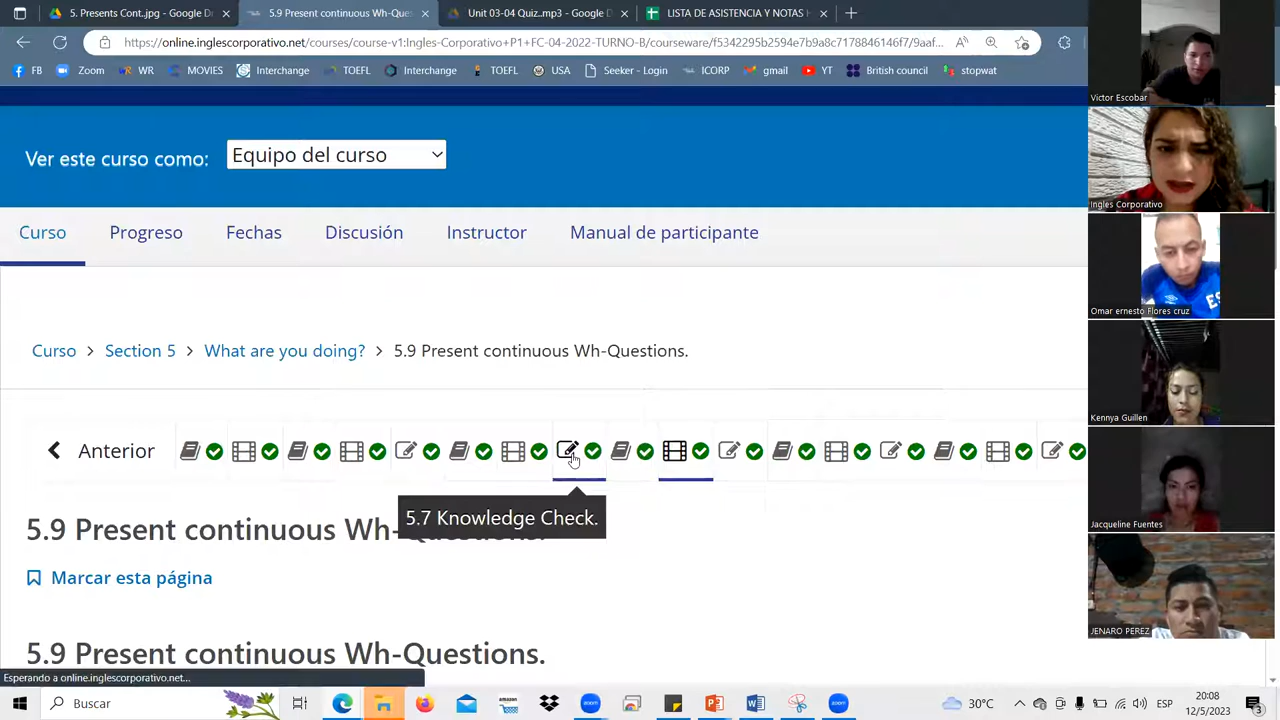 5. Presents Cont..jpg - Google D
5.9 Present continuous Wh-Ques
Unit 03-04 Quiz..mp3 - Google D
LISTA DE ASISTENCIA Y NOTAS
https://online.inglescorporativo.net/courses/course-v1:Ingles-Corporativo+P1+FC-04-2022-TURNO-B/courseware/f5342295b2594e7b9a8c7178846146f7/9aaf...
FB
Zoom
WR
MOVIES
Interchange
TOEFL
Interchange
TOEFL
USA
Seeker - Login
ICORP
gmail
YT
British council
stopwat
Ver este curso como:
Equipo del curso
Curso
Progreso
Fechas
Discusión
Instructor
Manual de participante
Curso > Section 5 > What are you doing? > 5.9 Present continuous Wh-Questions.
Anterior
5.7 Knowledge Check.
5.9 Present continuous Wh-Questions.
Marcar esta página
5.9 Present continuous Wh-Questions.
Esperando a online.inglescorporativo.net...
Buscar
amazon
30°C
ESP
20:08
12/5/2023
3
Victor Escobar
Ingles Corporativo
Omar ernesto Flores cruz
Kennya Guillen
Jacqueline Fuentes
JENARO PEREZ